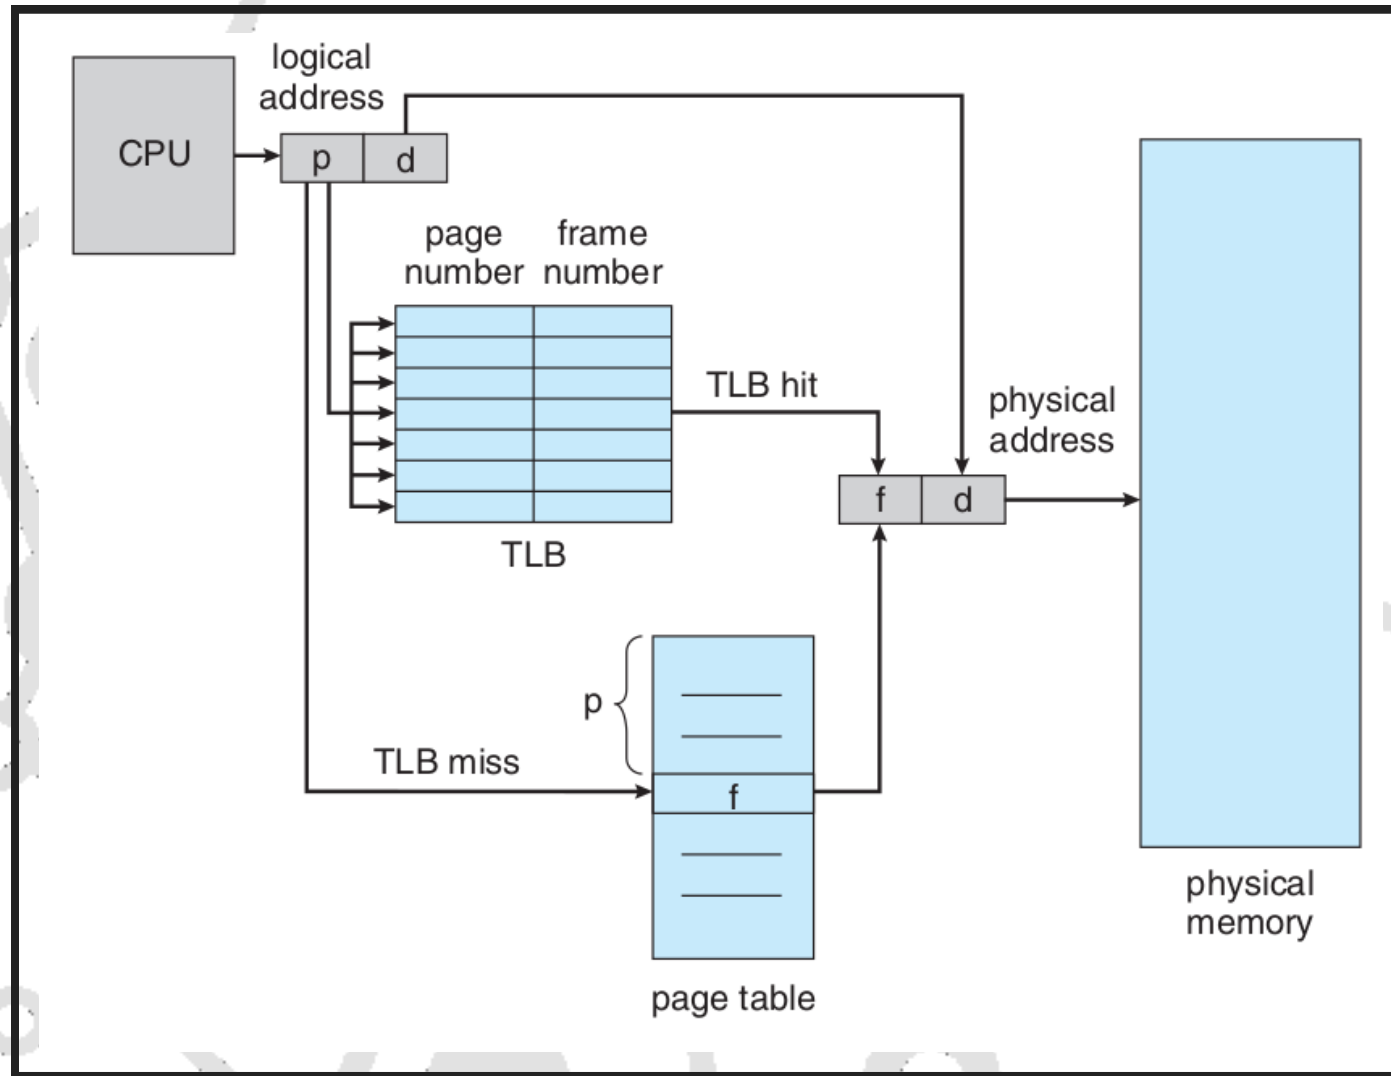 logical
address
CPU
p
d
page
number
frame
number
TLB hit
physical
address
f
d
TLB
p
TLB miss
f
physical
memory
page table